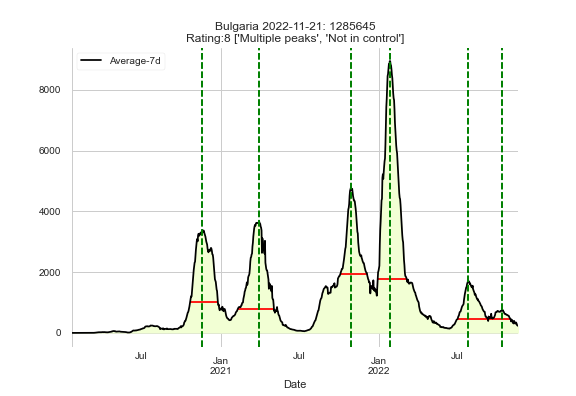 Bulgaria 2022-11-21: 1285645
Rating:8 ['Multiple peaks', 'Not in control']
Average-7d
8000
6000
4000
2000
0
Jul
Jan
2021
Jul
Jan
2022
Jul
Date